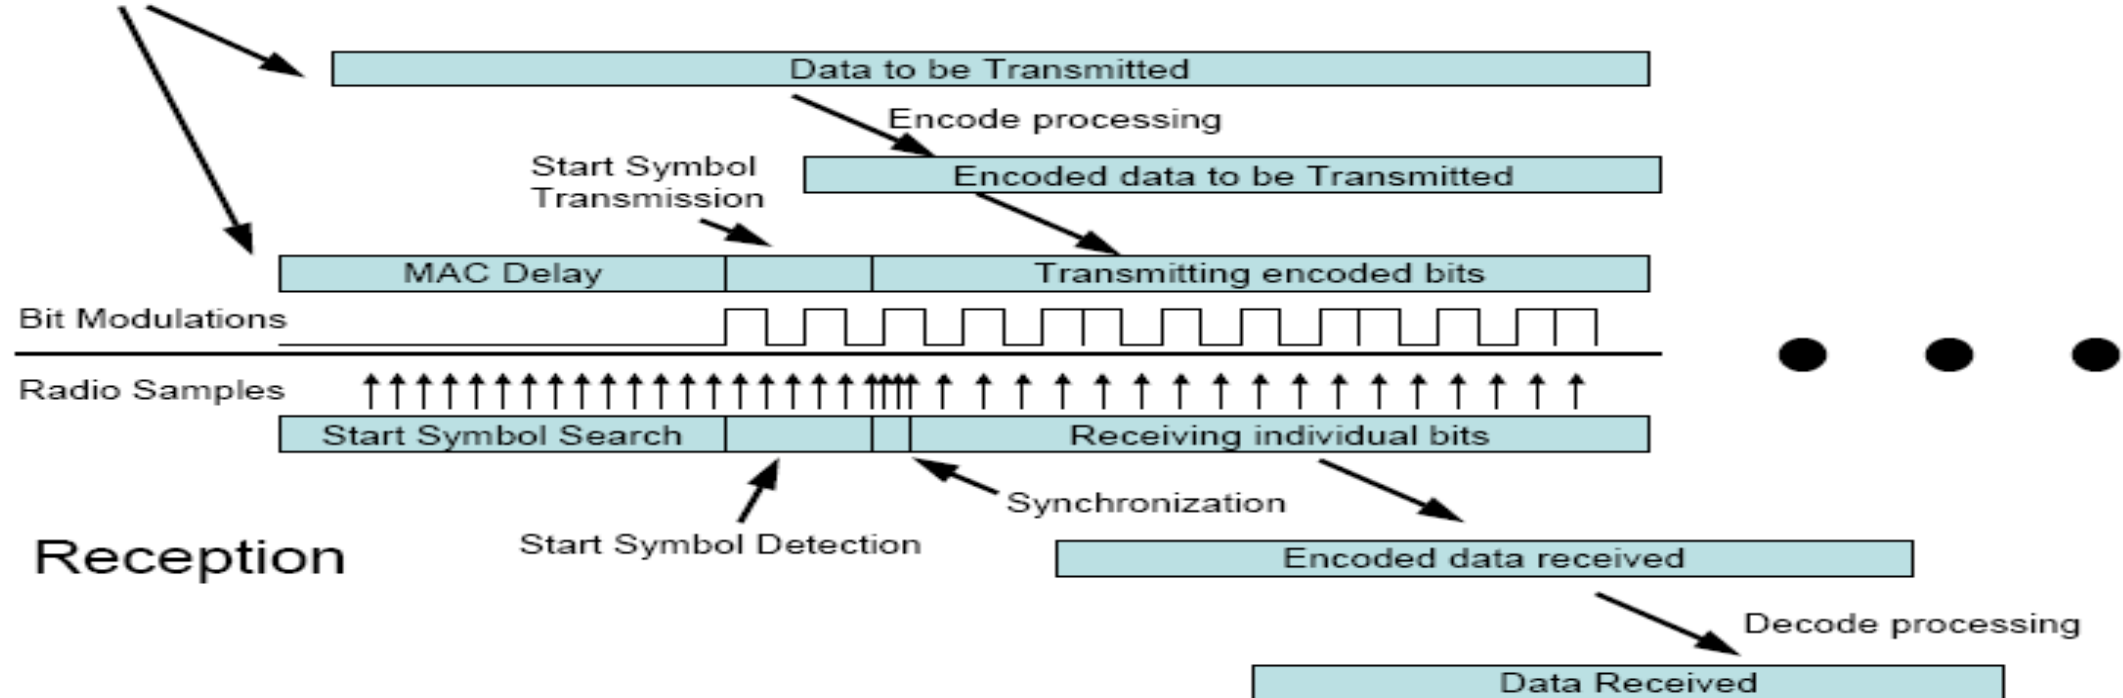 Data to be Transmitted
Encode processing
Start Symbol
Transmission
Encoded data to be Transmitted
MAC Delay
Transmitting encoded bits
Bit Modulations
Radio Samples
Start Symbol Search
Receiving individual bits
Synchronization
Start Symbol Detection
Reception
Encoded data received
Decode processing
Data Received